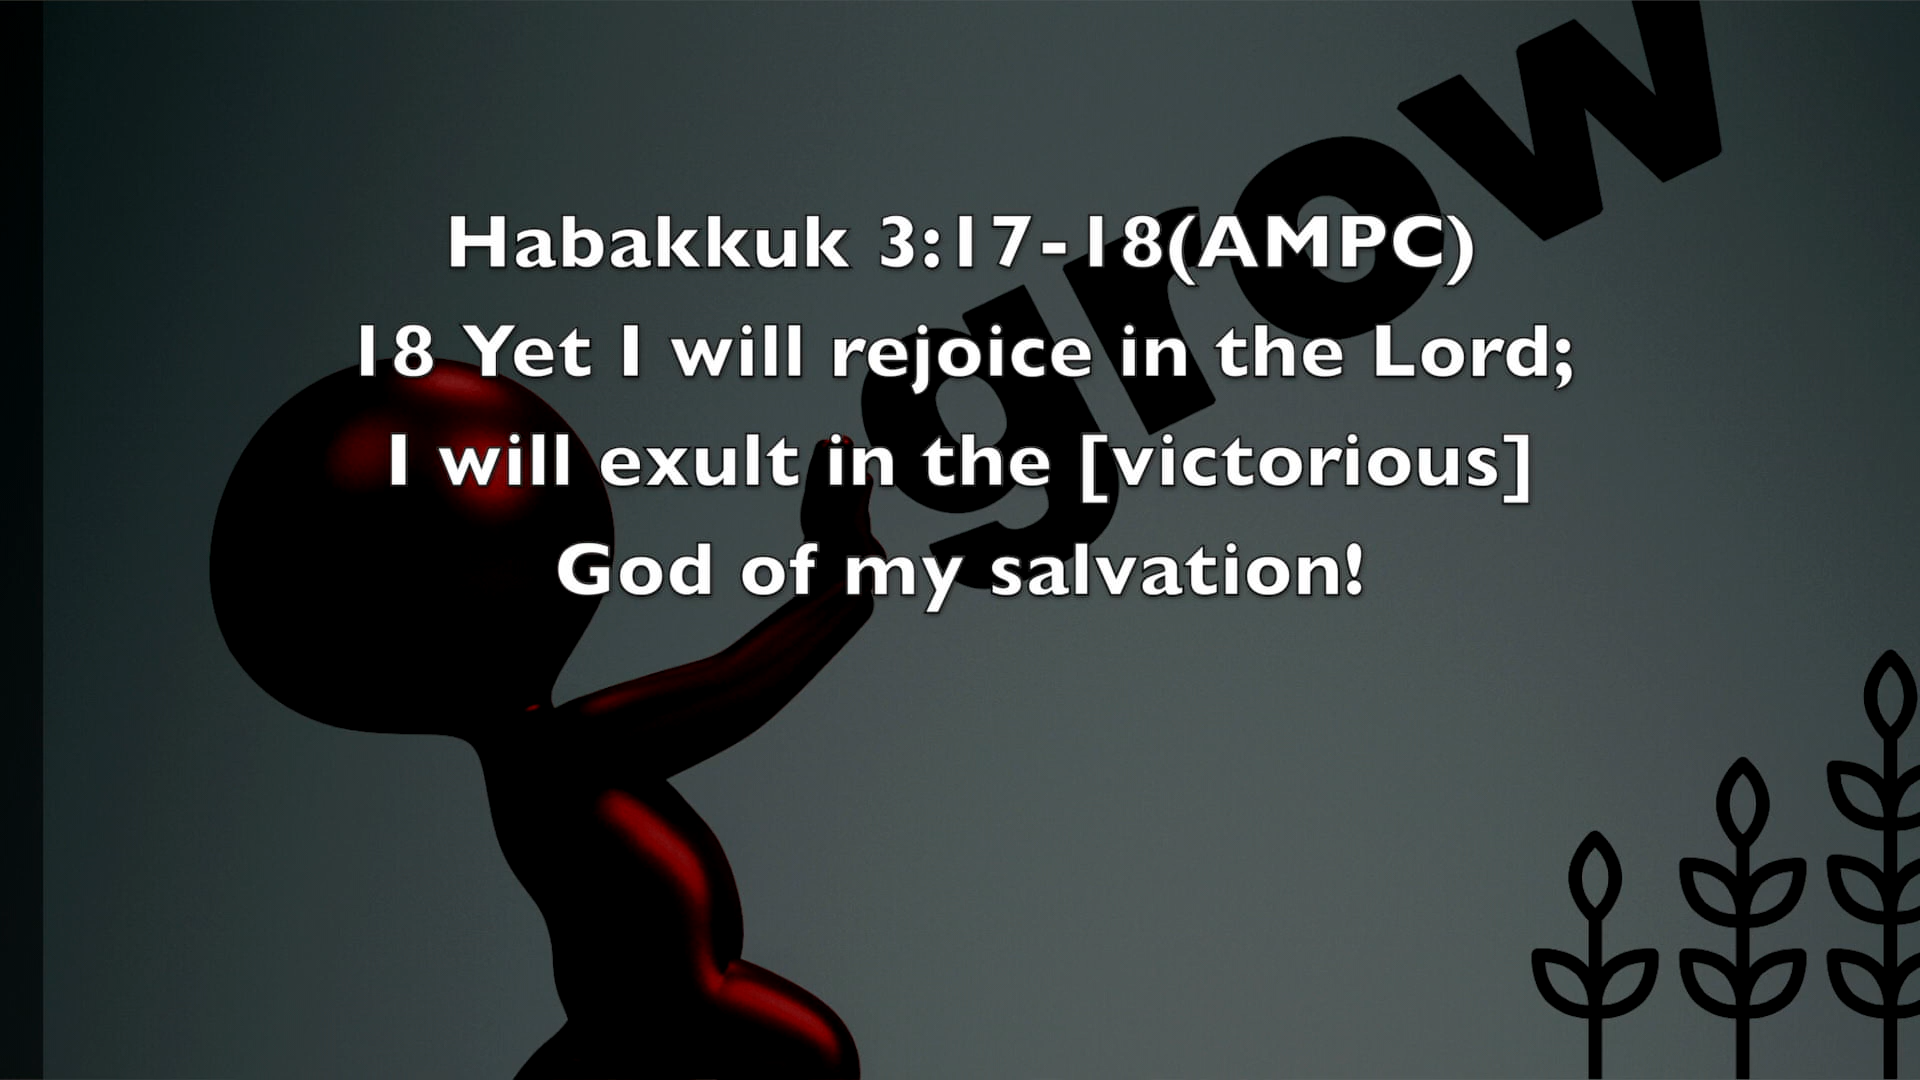 grow
Habakkuk 3:17-18(AMPC)
18 Yet I will rejoice in the Lord;
I will exult in the [victorious]
God of my salvation!